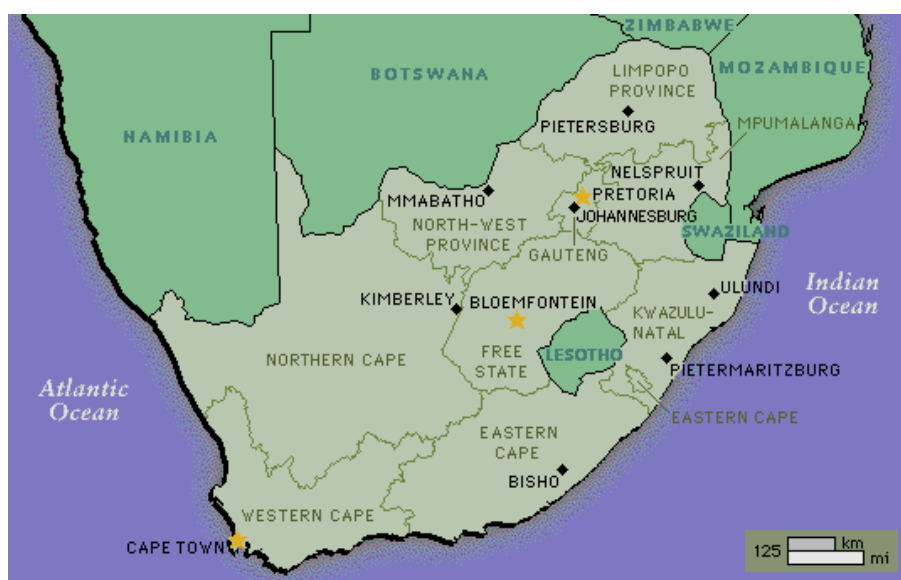 ZIMBABWE
BOTSWANA
LIMPOPO
PROVINCE
MOZAMBIQUE
NAMIBIA
PIETERSBURG
MPUMALANGA
NELSPRUIT
MMABATHO
PRETORIA
JOHANNESBURG
NORTH-WEST
PROVINCE
SWAZILAND
GAUTENG
KIMBERLEY
BLOEMFONTEIN
ULUNDI
Indian
Ocean
KWAZULU-
NATAL
NORTHERN CAPE
FREE
STATE
LESOTHO
PIETERMARITZBURG
Atlantic
Ocean
EASTERN CAPE
EASTERN
CAPE
BISHO
WESTERN CAPE
CAPE TOWN
125 km
mi